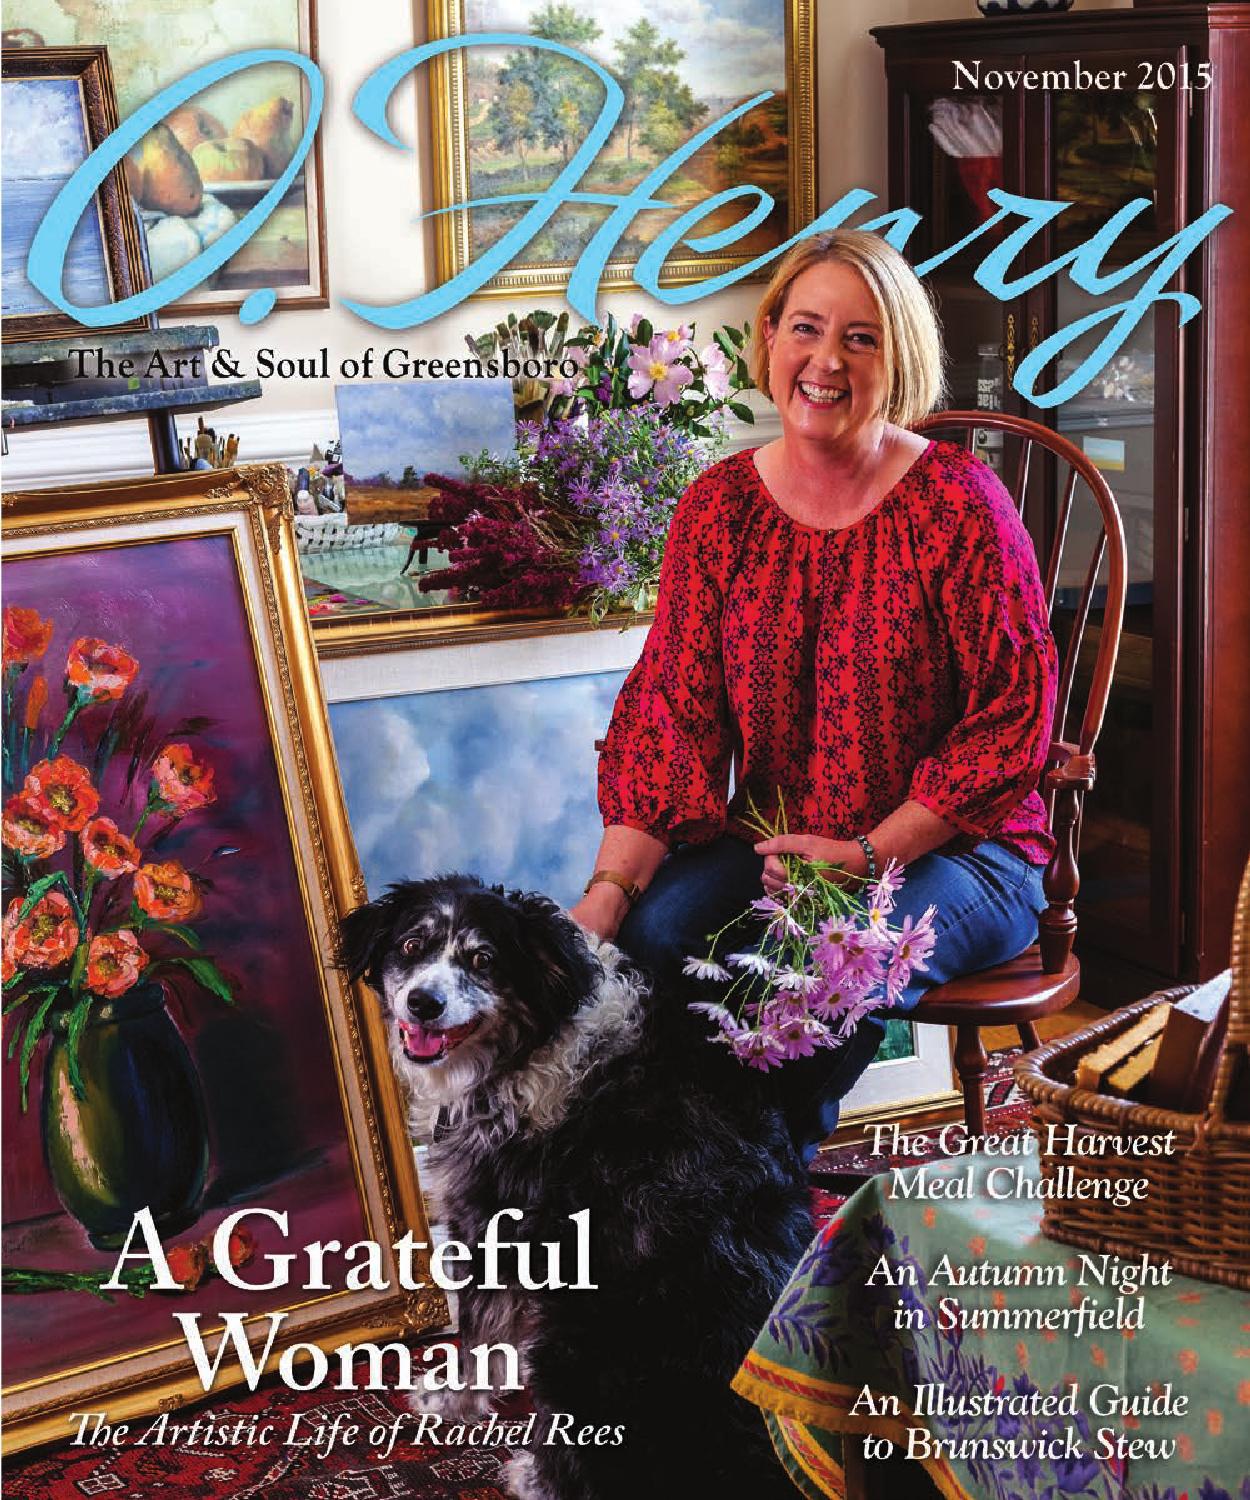 November 2015
O. Henry
The Art & Soul of Greensboro
The Great Harvest
Meal Challenge
An Autumn Night
in Summerfield
An Illustrated Guide
to Brunswick Stew
A Grateful
Woman
The Artistic Life of Rachel Rees